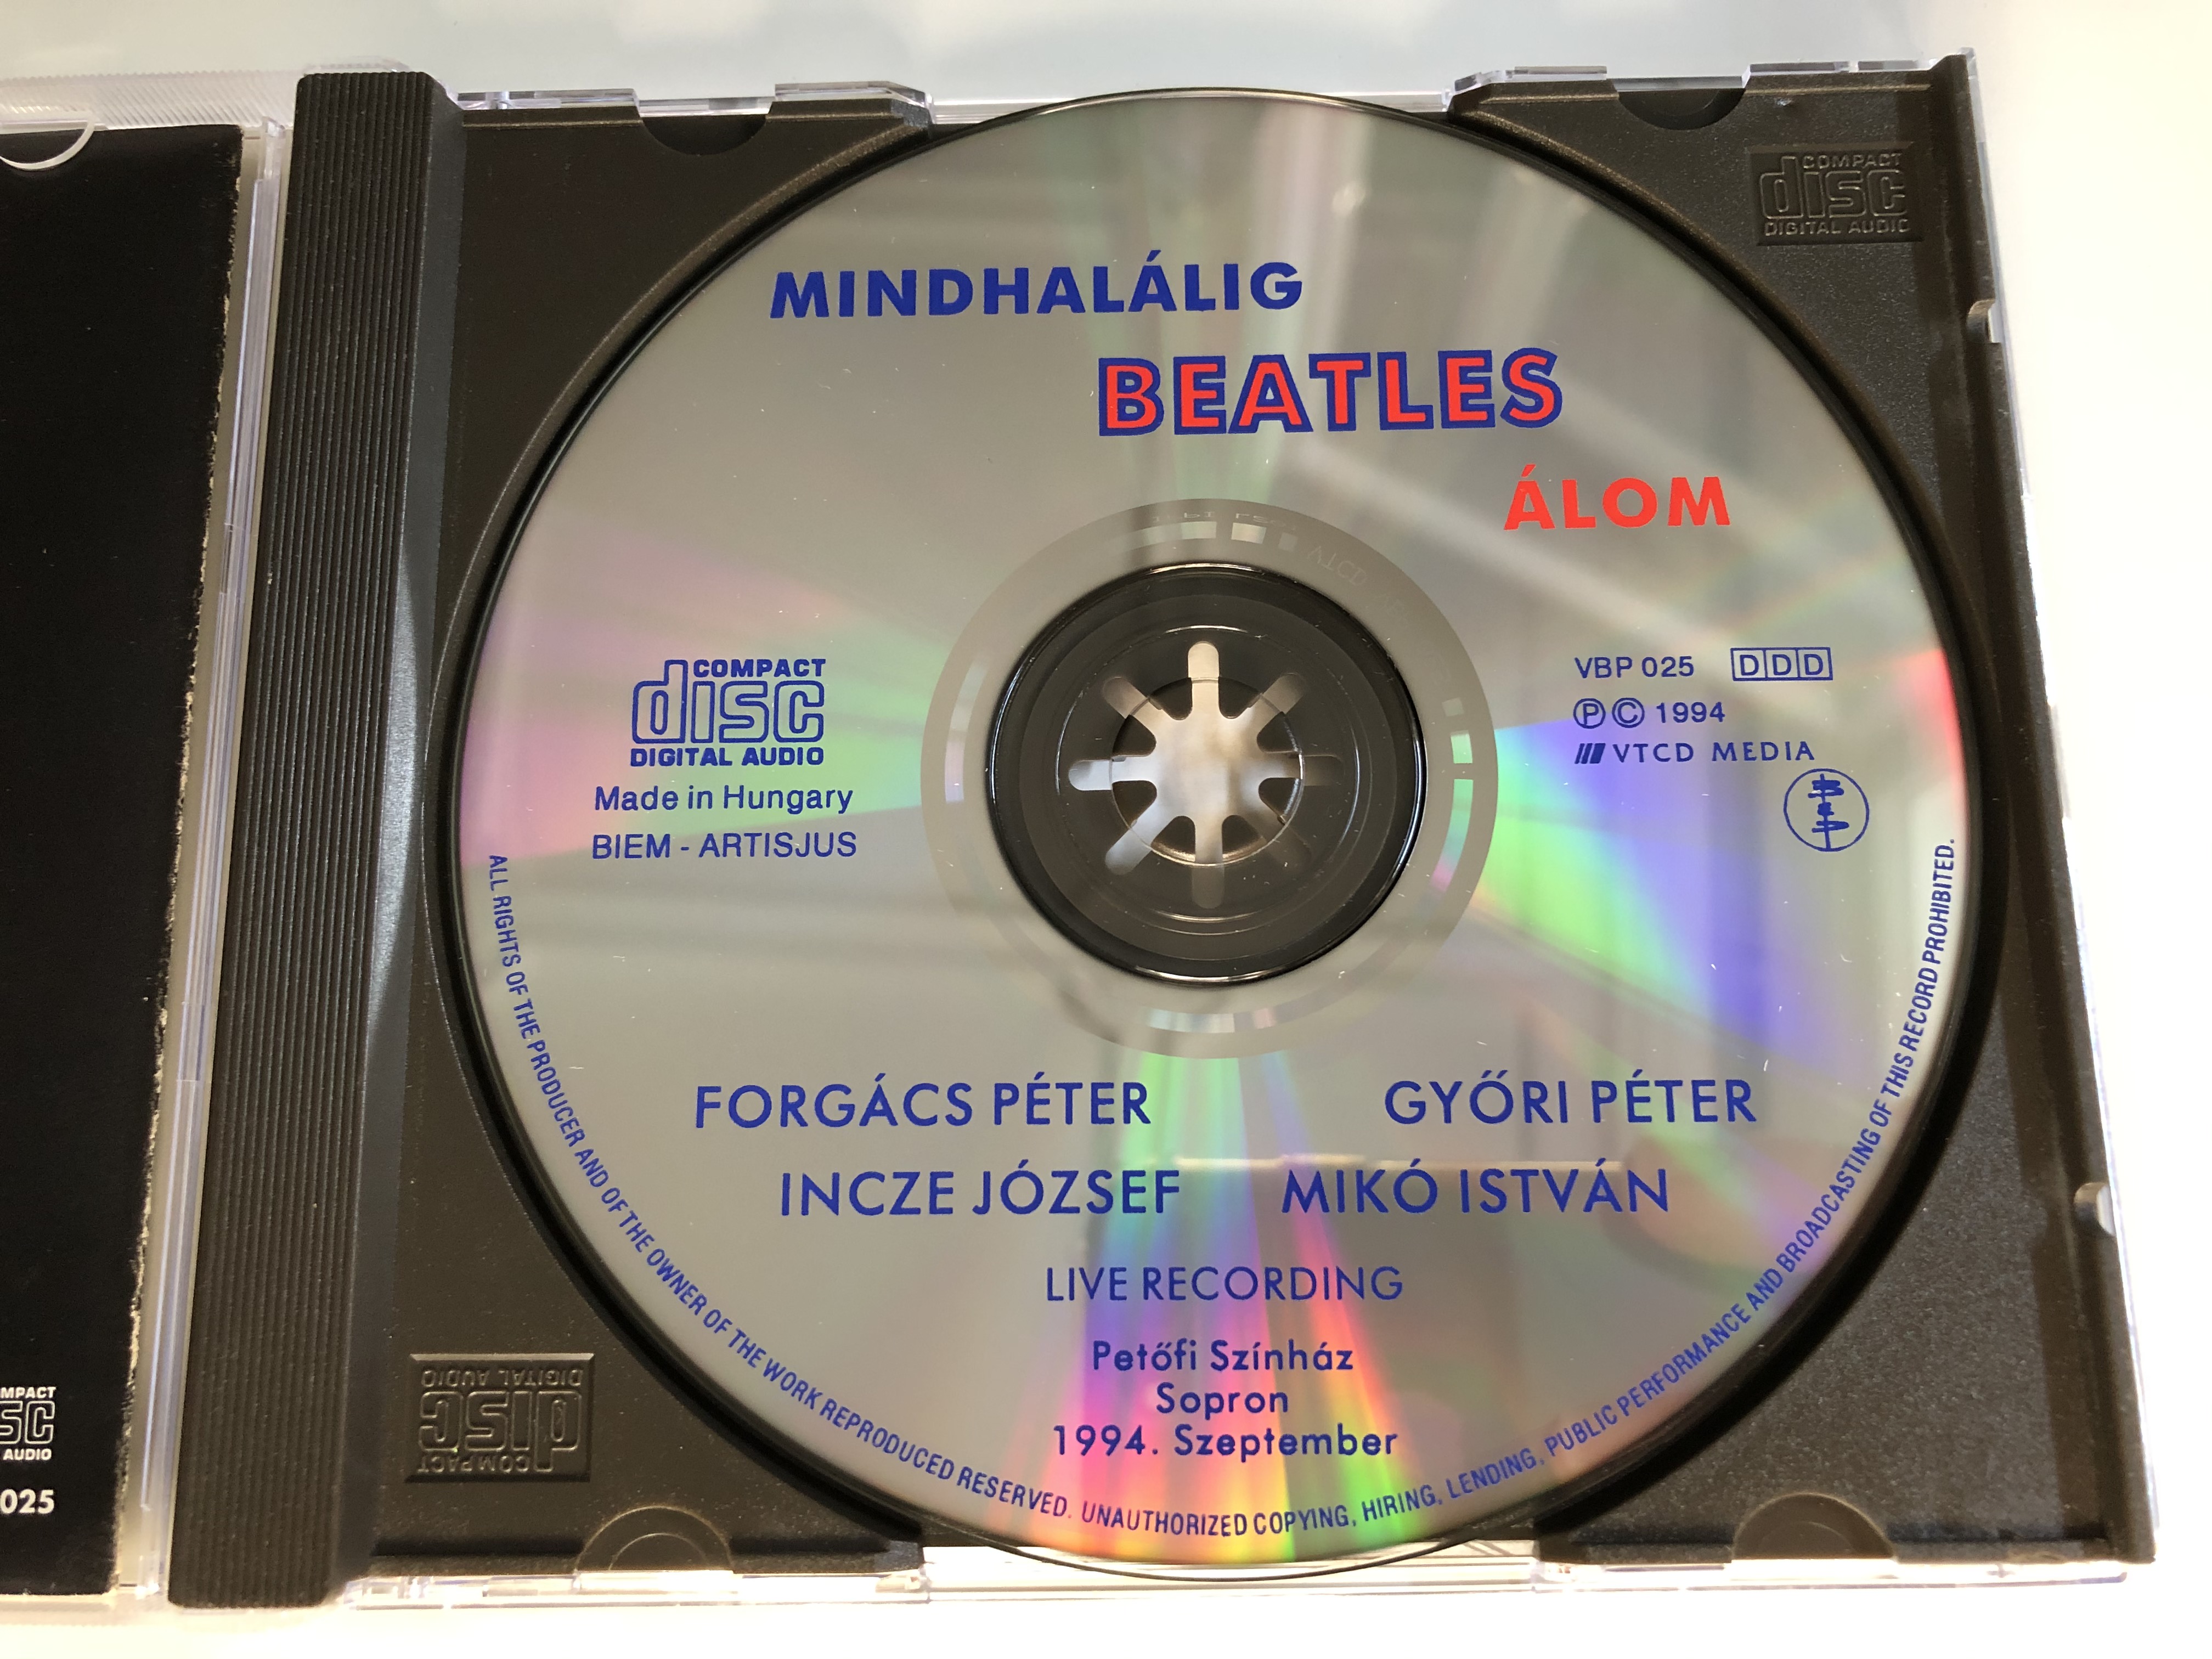 MINDHALÁLIG
BEATLES
ÁLOM
COMPACT
disc
DIGITAL AUDIO
Made in Hungary
BIEM - ARTISJUS
VBP 025 DDD
Ⓟ © 1994
VTCD MEDIA
FORGÁCS PÉTER GYŐRI PÉTER
INCZE JÓZSEF MIKÓ ISTVÁN
LIVE RECORDING
Petőfi Színház
Sopron
1994. Szeptember
ALL RIGHTS OF THE PRODUCER AND OF THE OWNER OF THE WORK REPRODUCED RESERVED. UNAUTHORIZED COPYING, HIRING, LENDING, PUBLIC PERFORMANCE AND BROADCASTING OF THIS RECORD PROHIBITED.
COMPACT
disc
DIGITAL AUDIO
COMPACT
disc
DIGITAL AUDIO
MPACT
SC
AUDIO
025